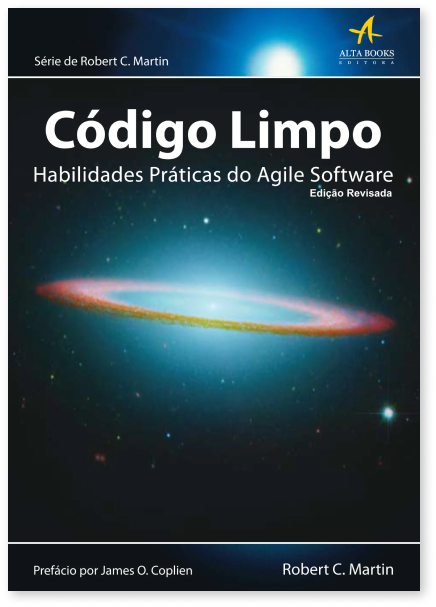 Série de Robert C. Martin
ALTA BOOKS
EDITORA
Código Limpo
Habilidades Práticas do Agile Software
Edição Revisada
Prefácio por James O. Coplien
Robert C. Martin